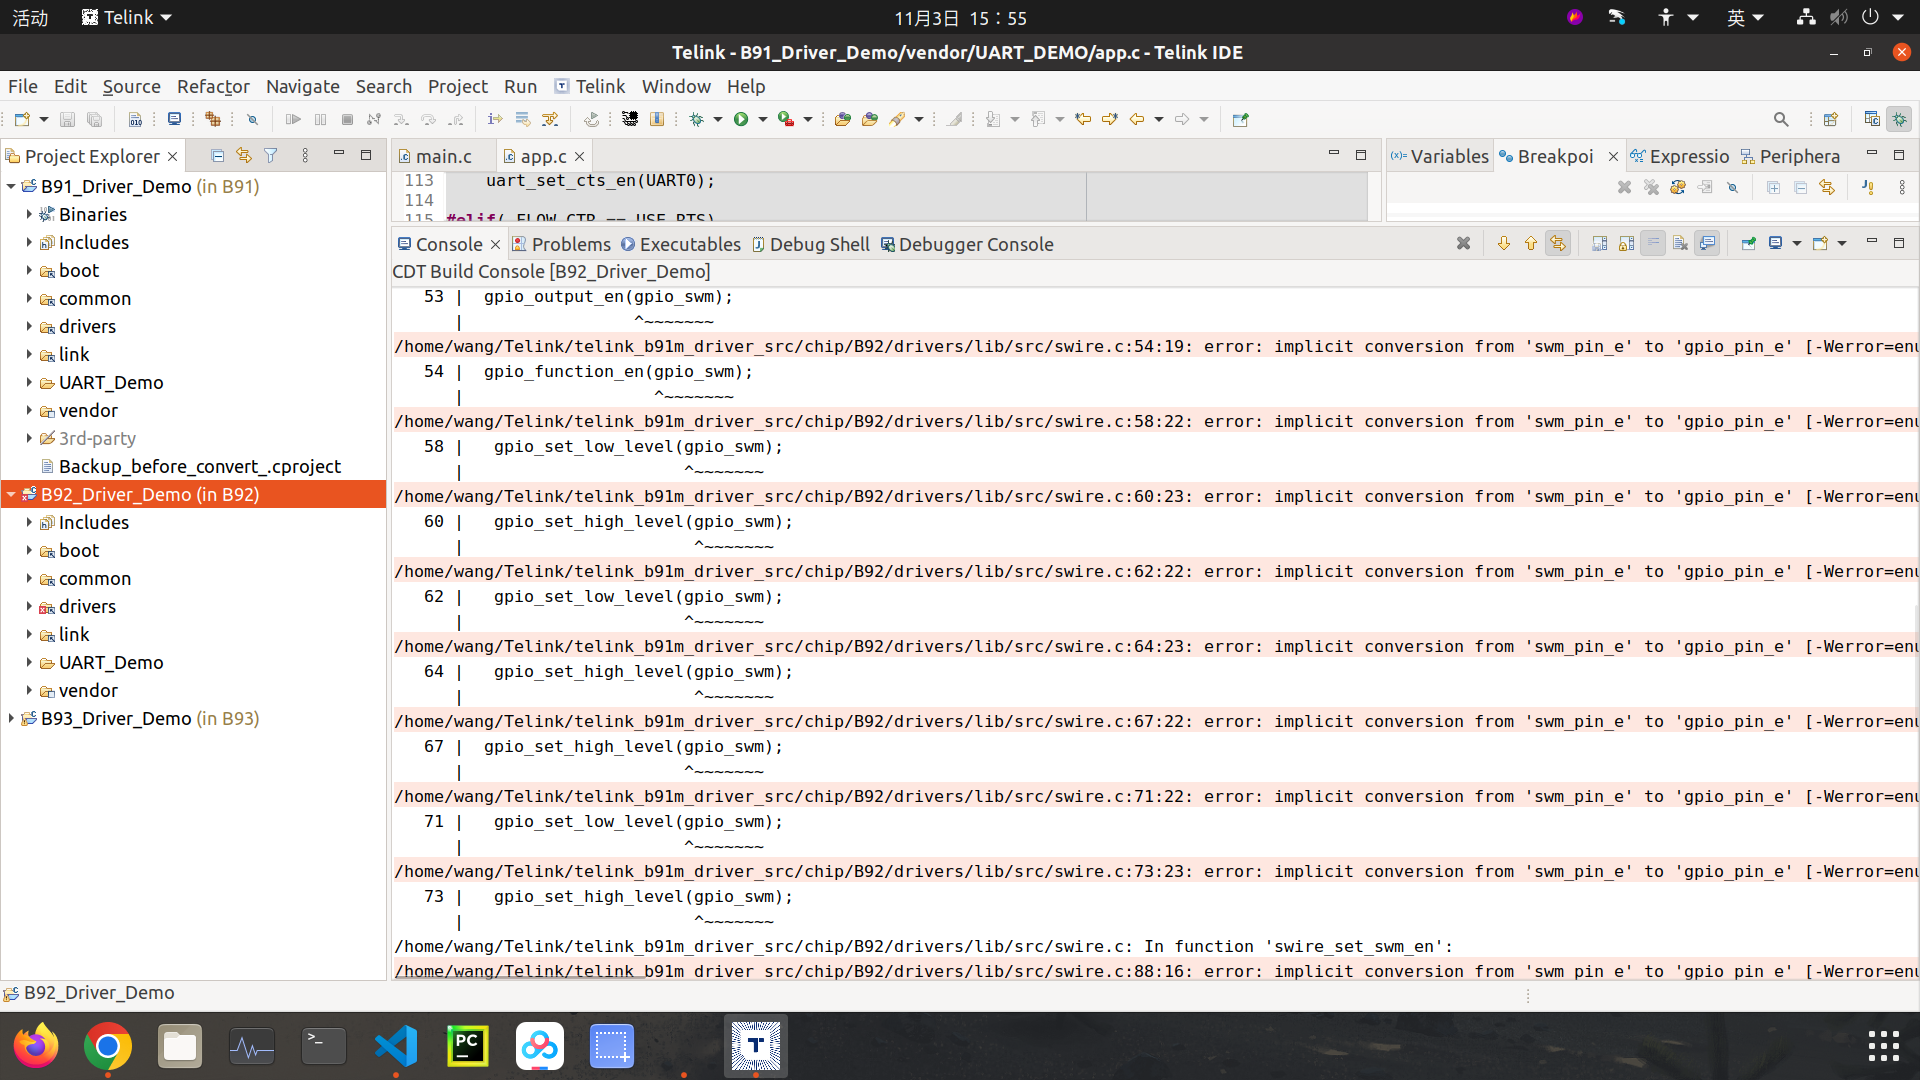 活动 Telink 11月3日 15：55 英
Telink - B91_Driver_Demo/vendor/UART_DEMO/app.c - Telink IDE
File Edit Source Refactor Navigate Search Project Run Telink Window Help
Project Explorer
B91_Driver_Demo (in B91)
Binaries
Includes
boot
common
drivers
link
UART_Demo
vendor
3rd-party
Backup_before_convert_.cproject
B92_Driver_Demo (in B92)
Includes
boot
common
drivers
link
UART_Demo
vendor
B93_Driver_Demo (in B93)
main.c app.c
113 uart_set_cts_en(UART0);
114
115 #elif( FLOW_CTR == USE_RTS)
Variables Breakpoi Expressio Periphera
Console Problems Executables Debug Shell Debugger Console
CDT Build Console [B92_Driver_Demo]
53 | gpio_output_en(gpio_swm);
| ^~~~~~~~
/home/wang/Telink/telink_b91m_driver_src/chip/B92/drivers/lib/src/swire.c:54:19: error: implicit conversion from 'swm_pin_e' to 'gpio_pin_e' [-Werror=enu
54 | gpio_function_en(gpio_swm);
| ^~~~~~~~
/home/wang/Telink/telink_b91m_driver_src/chip/B92/drivers/lib/src/swire.c:58:22: error: implicit conversion from 'swm_pin_e' to 'gpio_pin_e' [-Werror=enu
58 | gpio_set_low_level(gpio_swm);
| ^~~~~~~~
/home/wang/Telink/telink_b91m_driver_src/chip/B92/drivers/lib/src/swire.c:60:23: error: implicit conversion from 'swm_pin_e' to 'gpio_pin_e' [-Werror=enu
60 | gpio_set_high_level(gpio_swm);
| ^~~~~~~~
/home/wang/Telink/telink_b91m_driver_src/chip/B92/drivers/lib/src/swire.c:62:22: error: implicit conversion from 'swm_pin_e' to 'gpio_pin_e' [-Werror=enu
62 | gpio_set_low_level(gpio_swm);
| ^~~~~~~~
/home/wang/Telink/telink_b91m_driver_src/chip/B92/drivers/lib/src/swire.c:64:23: error: implicit conversion from 'swm_pin_e' to 'gpio_pin_e' [-Werror=enu
64 | gpio_set_high_level(gpio_swm);
| ^~~~~~~~
/home/wang/Telink/telink_b91m_driver_src/chip/B92/drivers/lib/src/swire.c:67:22: error: implicit conversion from 'swm_pin_e' to 'gpio_pin_e' [-Werror=enu
67 | gpio_set_high_level(gpio_swm);
| ^~~~~~~~
/home/wang/Telink/telink_b91m_driver_src/chip/B92/drivers/lib/src/swire.c:71:22: error: implicit conversion from 'swm_pin_e' to 'gpio_pin_e' [-Werror=enu
71 | gpio_set_low_level(gpio_swm);
| ^~~~~~~~
/home/wang/Telink/telink_b91m_driver_src/chip/B92/drivers/lib/src/swire.c:73:23: error: implicit conversion from 'swm_pin_e' to 'gpio_pin_e' [-Werror=enu
73 | gpio_set_high_level(gpio_swm);
| ^~~~~~~~
/home/wang/Telink/telink_b91m_driver_src/chip/B92/drivers/lib/src/swire.c: In function 'swire_set_swm_en':
/home/wang/Telink/telink_b91m_driver_src/chip/B92/drivers/lib/src/swire.c:88:16: error: implicit conversion from 'swm_pin_e' to 'gpio_pin_e' [-Werror=enu
B92_Driver_Demo
PC
T